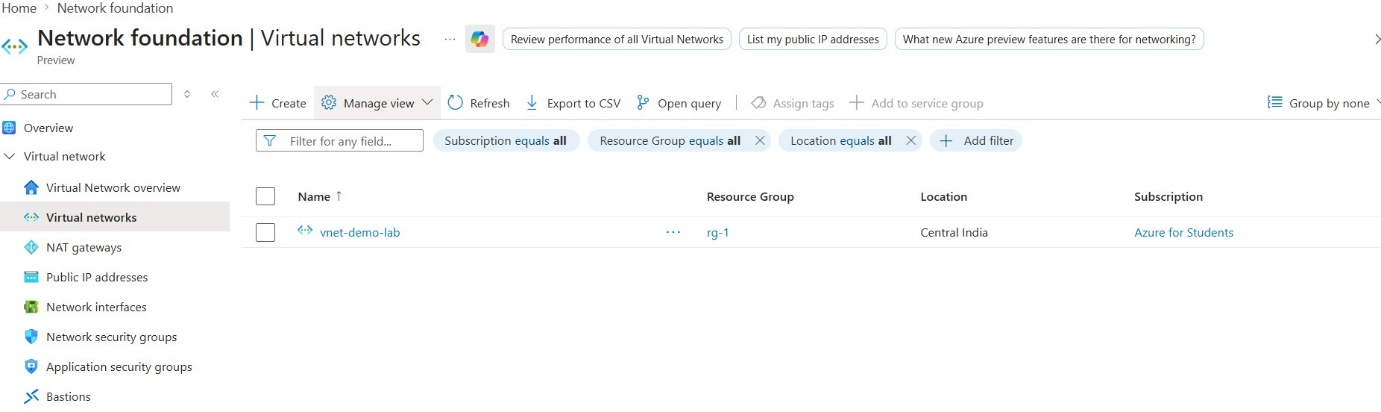 Home > Network foundation
Network foundation | Virtual networks ...
Preview
Review performance of all Virtual Networks
List my public IP addresses
What new Azure preview features are there for networking?
Search
Overview
Virtual network
Virtual Network overview
Virtual networks
NAT gateways
Public IP addresses
Network interfaces
Network security groups
Application security groups
Bastions
+ Create Manage view Refresh Export to CSV Open query | Assign tags + Add to service group Group by none
Filter for any field... Subscription equals all Resource Group equals all × Location equals all × + Add filter
Name ↑ Resource Group Location Subscription
vnet-demo-lab ... rg-1 Central India Azure for Students